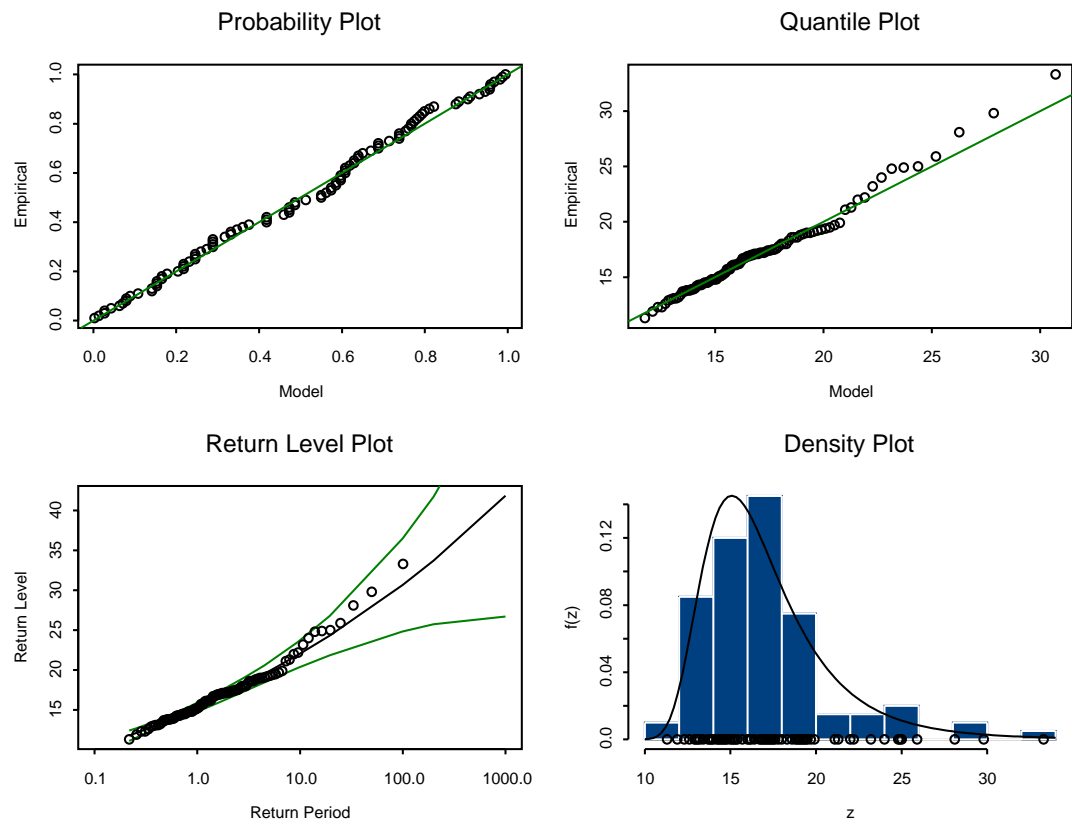 Probability Plot
Empirical
0.0 0.2 0.4 0.6 0.8 1.0
0.0 0.2 0.4 0.6 0.8 1.0
Model
Quantile Plot
Empirical
15 20 25 30
15 20 25 30
Model
Return Level Plot
Return Level
15 20 25 30 35 40
0.1 1.0 10.0 100.0 1000.0
Return Period
Density Plot
f(z)
0.0 0.04 0.08 0.12
10 15 20 25 30
z